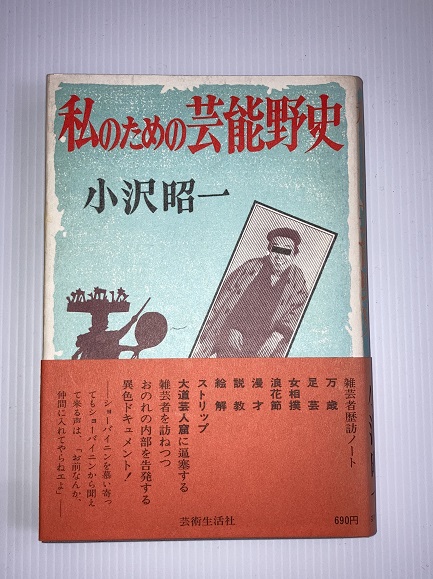 私のための芸能野史
小沢昭一
雑芸者歴訪ノート
万歳
足芸
女相撲
浪花節
漫才
説教
絵解
ストリップ
大道芸人窟に逼塞する
雑芸者を訪ねつつ
おのれの内部を告発する
異色ドキュメント!
――ショーバイニンを慕い寄っ
てもショーバイニンから聞え
て来る声は、「お前なんか、
仲間に入れてやらねエよ」――
芸術生活社
690円